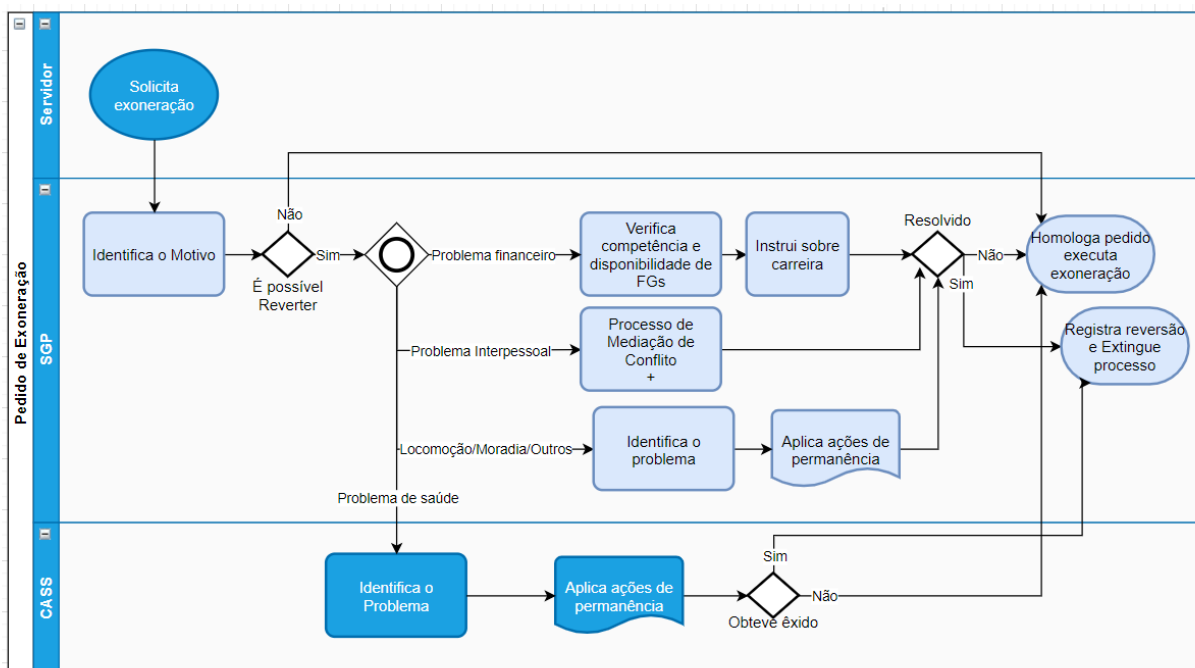 Pedido de Exoneração
Servidor
Solicita
exoneração
SGP
Identifica o Motivo
Não
É possível
Reverter
Sim
Problema financeiro
Verifica
competência e
disponibilidade de
FGs
Instrui sobre
carreira
Resolvido
Não
Sim
Homologa pedido
executa
exoneração
Problema Interpessoal
Processo de
Mediação de
Conflito
+
Registra reversão
e Extingue
processo
Locomoção/Moradia/Outros
Identifica o
problema
Aplica ações de
permanência
Problema de saúde
CASS
Identifica o
Problema
Aplica ações de
permanência
Sim
Não
Obteve êxido